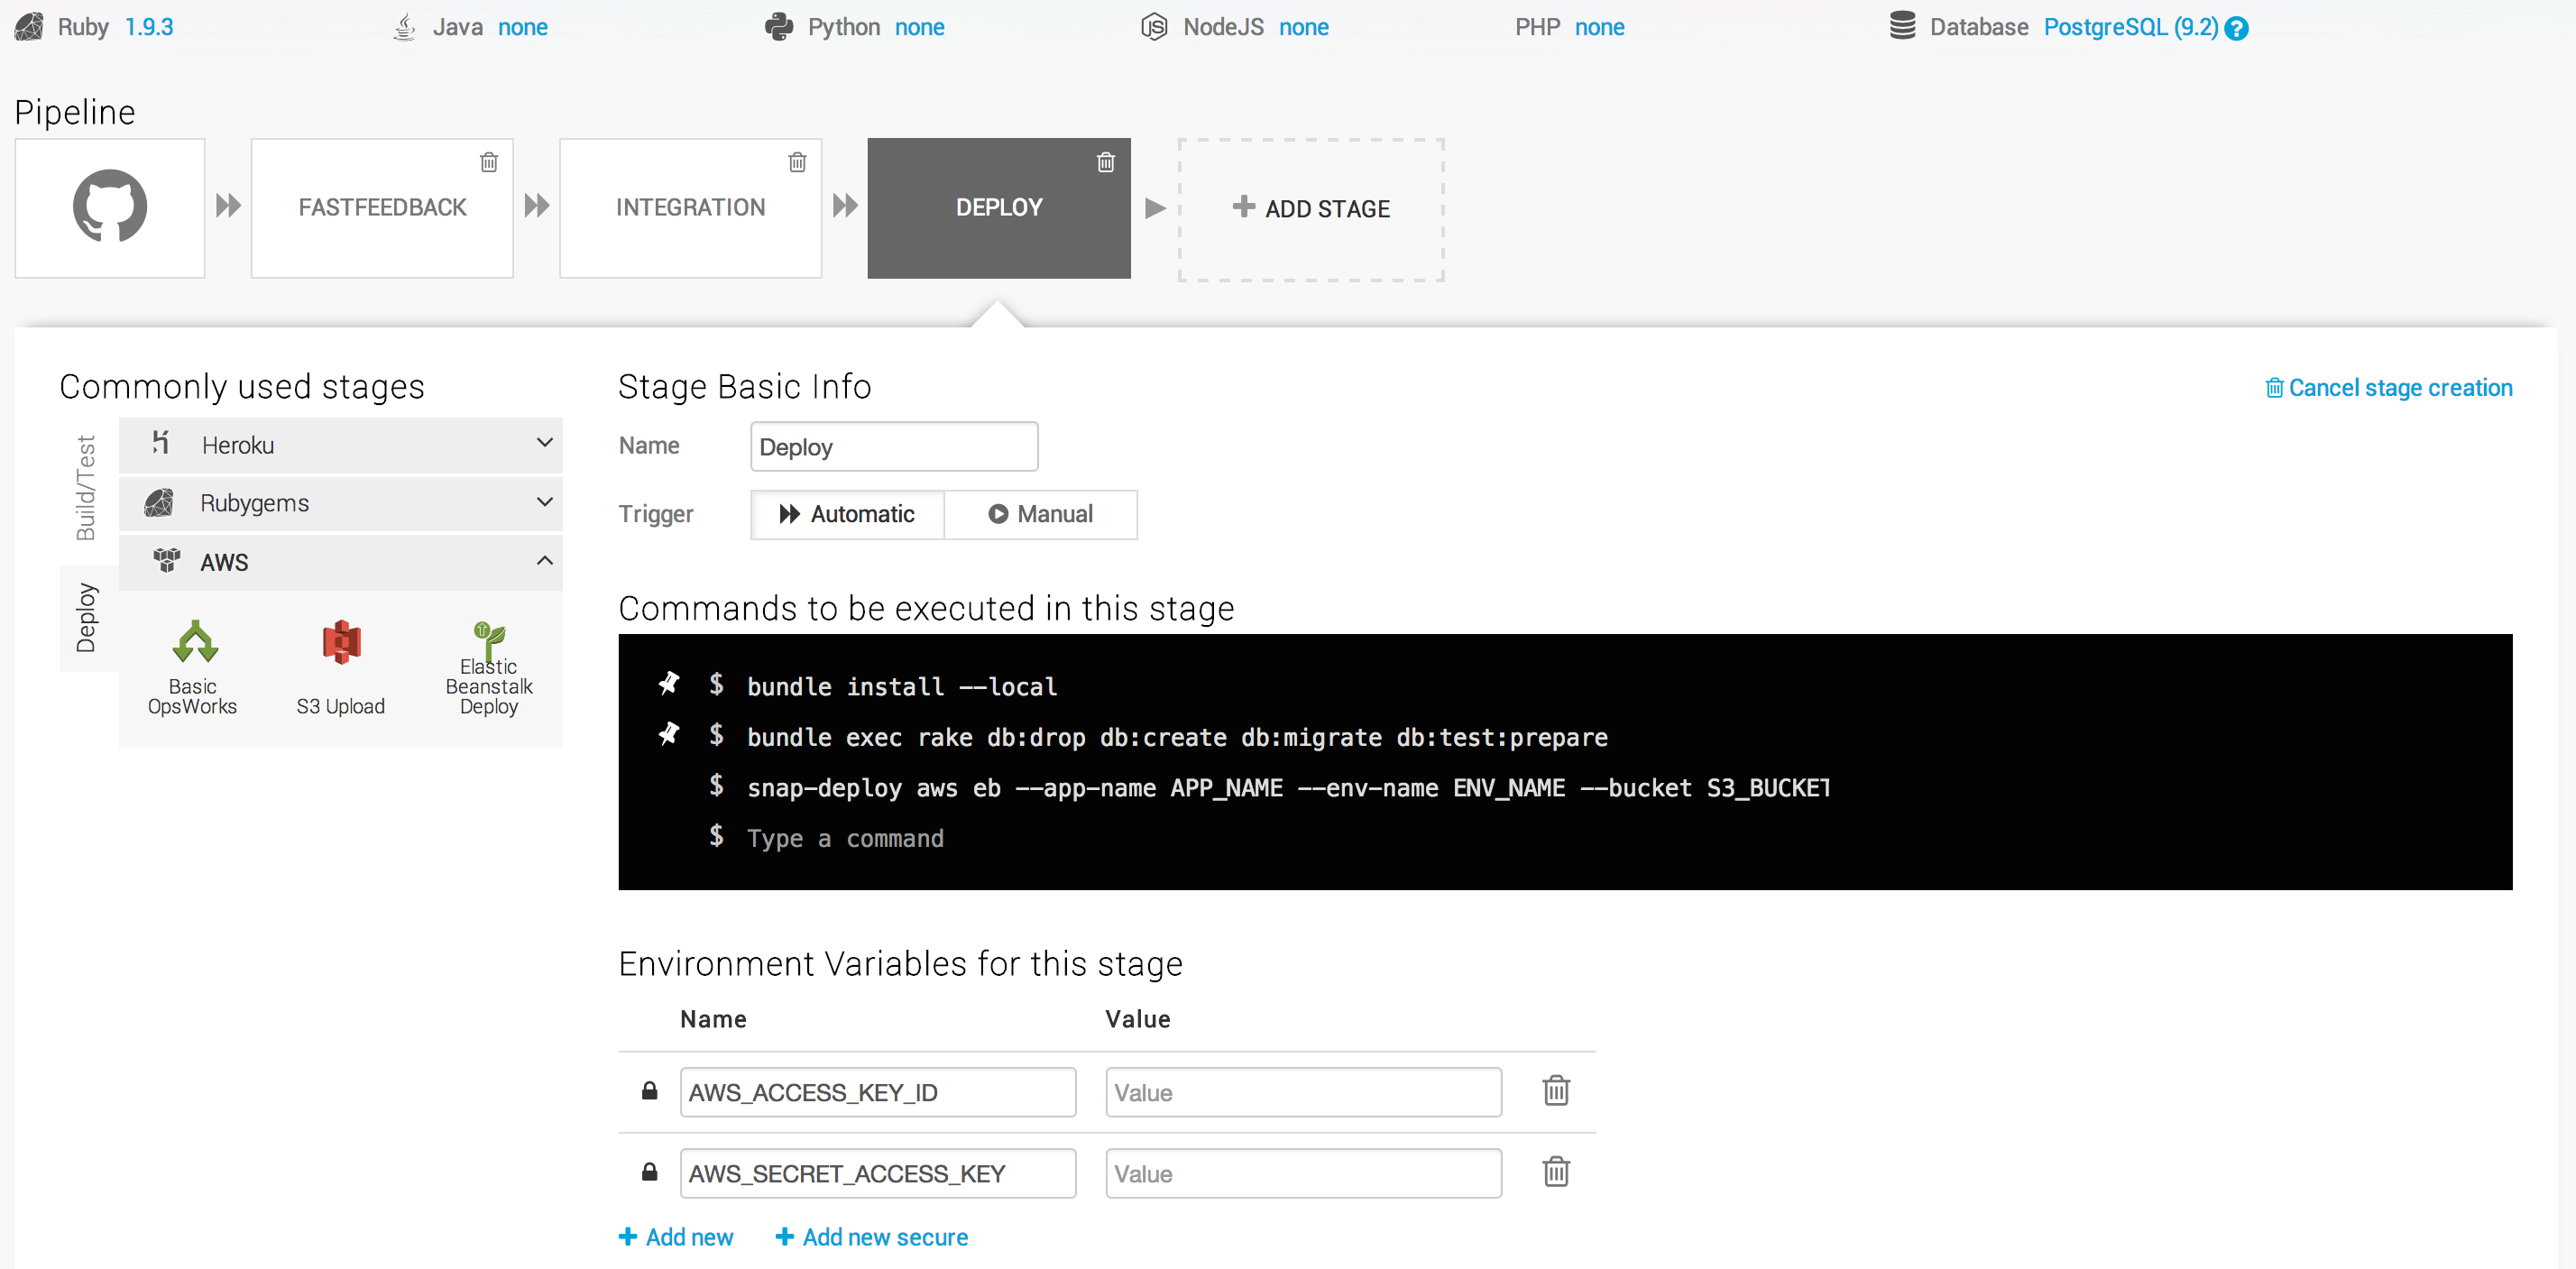 Ruby 1.9.3 Java none Python none NodeJS none PHP none Database PostgreSQL (9.2) ?
Pipeline
FASTFEEDBACK
INTEGRATION
DEPLOY
ADD STAGE
Commonly used stages
Build/Test
Deploy
Heroku
Rubygems
AWS
Basic
OpsWorks
S3 Upload
Elastic
Beanstalk
Deploy
Stage Basic Info
Cancel stage creation
Name Deploy
Trigger Automatic Manual
Commands to be executed in this stage
$ bundle install --local
$ bundle exec rake db:drop db:create db:migrate db:test:prepare
$ snap-deploy aws eb --app-name APP_NAME --env-name ENV_NAME --bucket S3_BUCKET
$ Type a command
Environment Variables for this stage
Name Value
AWS_ACCESS_KEY_ID Value
AWS_SECRET_ACCESS_KEY Value
+ Add new + Add new secure